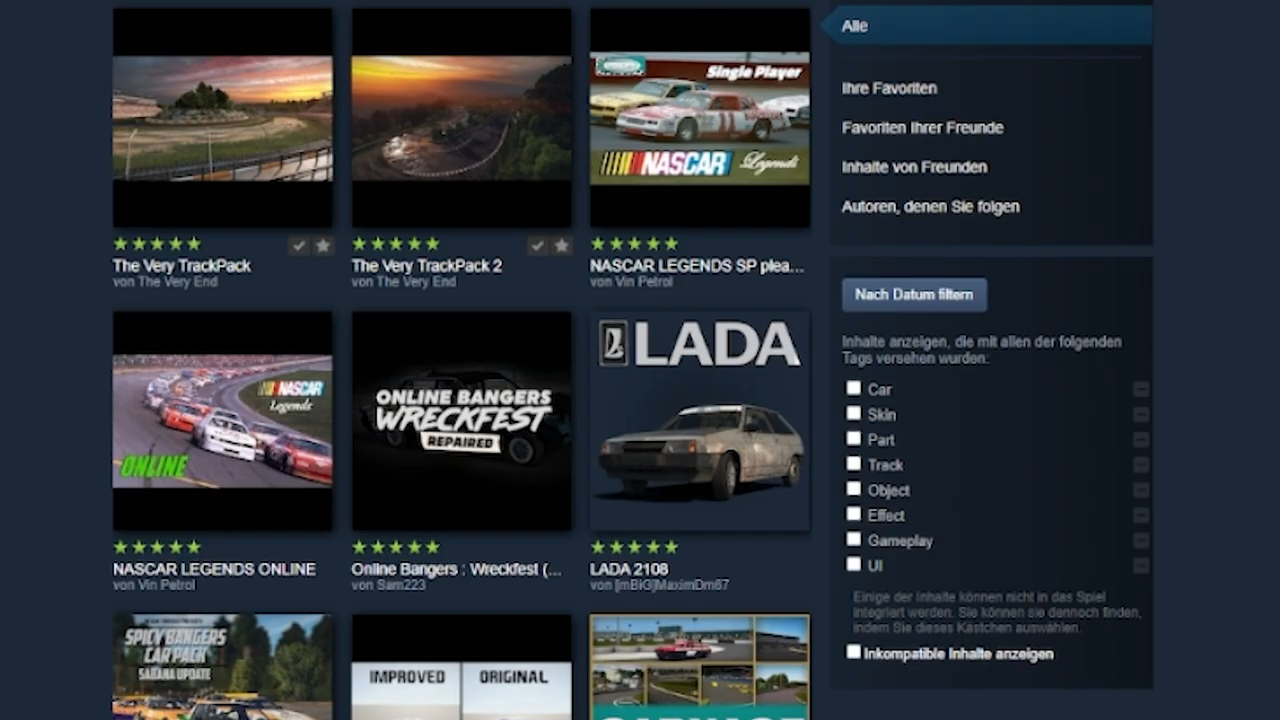 Single Player
NASCAR Legends
The Very TrackPack
von The Very End
The Very TrackPack 2
von The Very End
NASCAR LEGENDS SP plea...
von Vin Petrol
NASCAR
Legends
ONLINE
ONLINE BANGERS
WRECKFEST
REPAIRED
LADA
NASCAR LEGENDS ONLINE
von Vin Petrol
Online Bangers : Wreckfest (...
von Sam223
LADA 2108
von [mBiG]MaximDm67
SPICY BANGERS
CAR PACK
SABANA UPDATE
IMPROVED
ORIGINAL
Alle
Ihre Favoriten
Favoriten Ihrer Freunde
Inhalte von Freunden
Autoren, denen Sie folgen
Nach Datum filtern
Inhalte anzeigen, die mit allen der folgenden
Tags versehen wurden:
Car
Skin
Part
Track
Object
Effect
Gameplay
UI
Einige der Inhalte können nicht in das Spiel
integriert werden. Sie können sie dennoch finden,
indem Sie dieses Kästchen auswählen.
Inkompatible Inhalte anzeigen